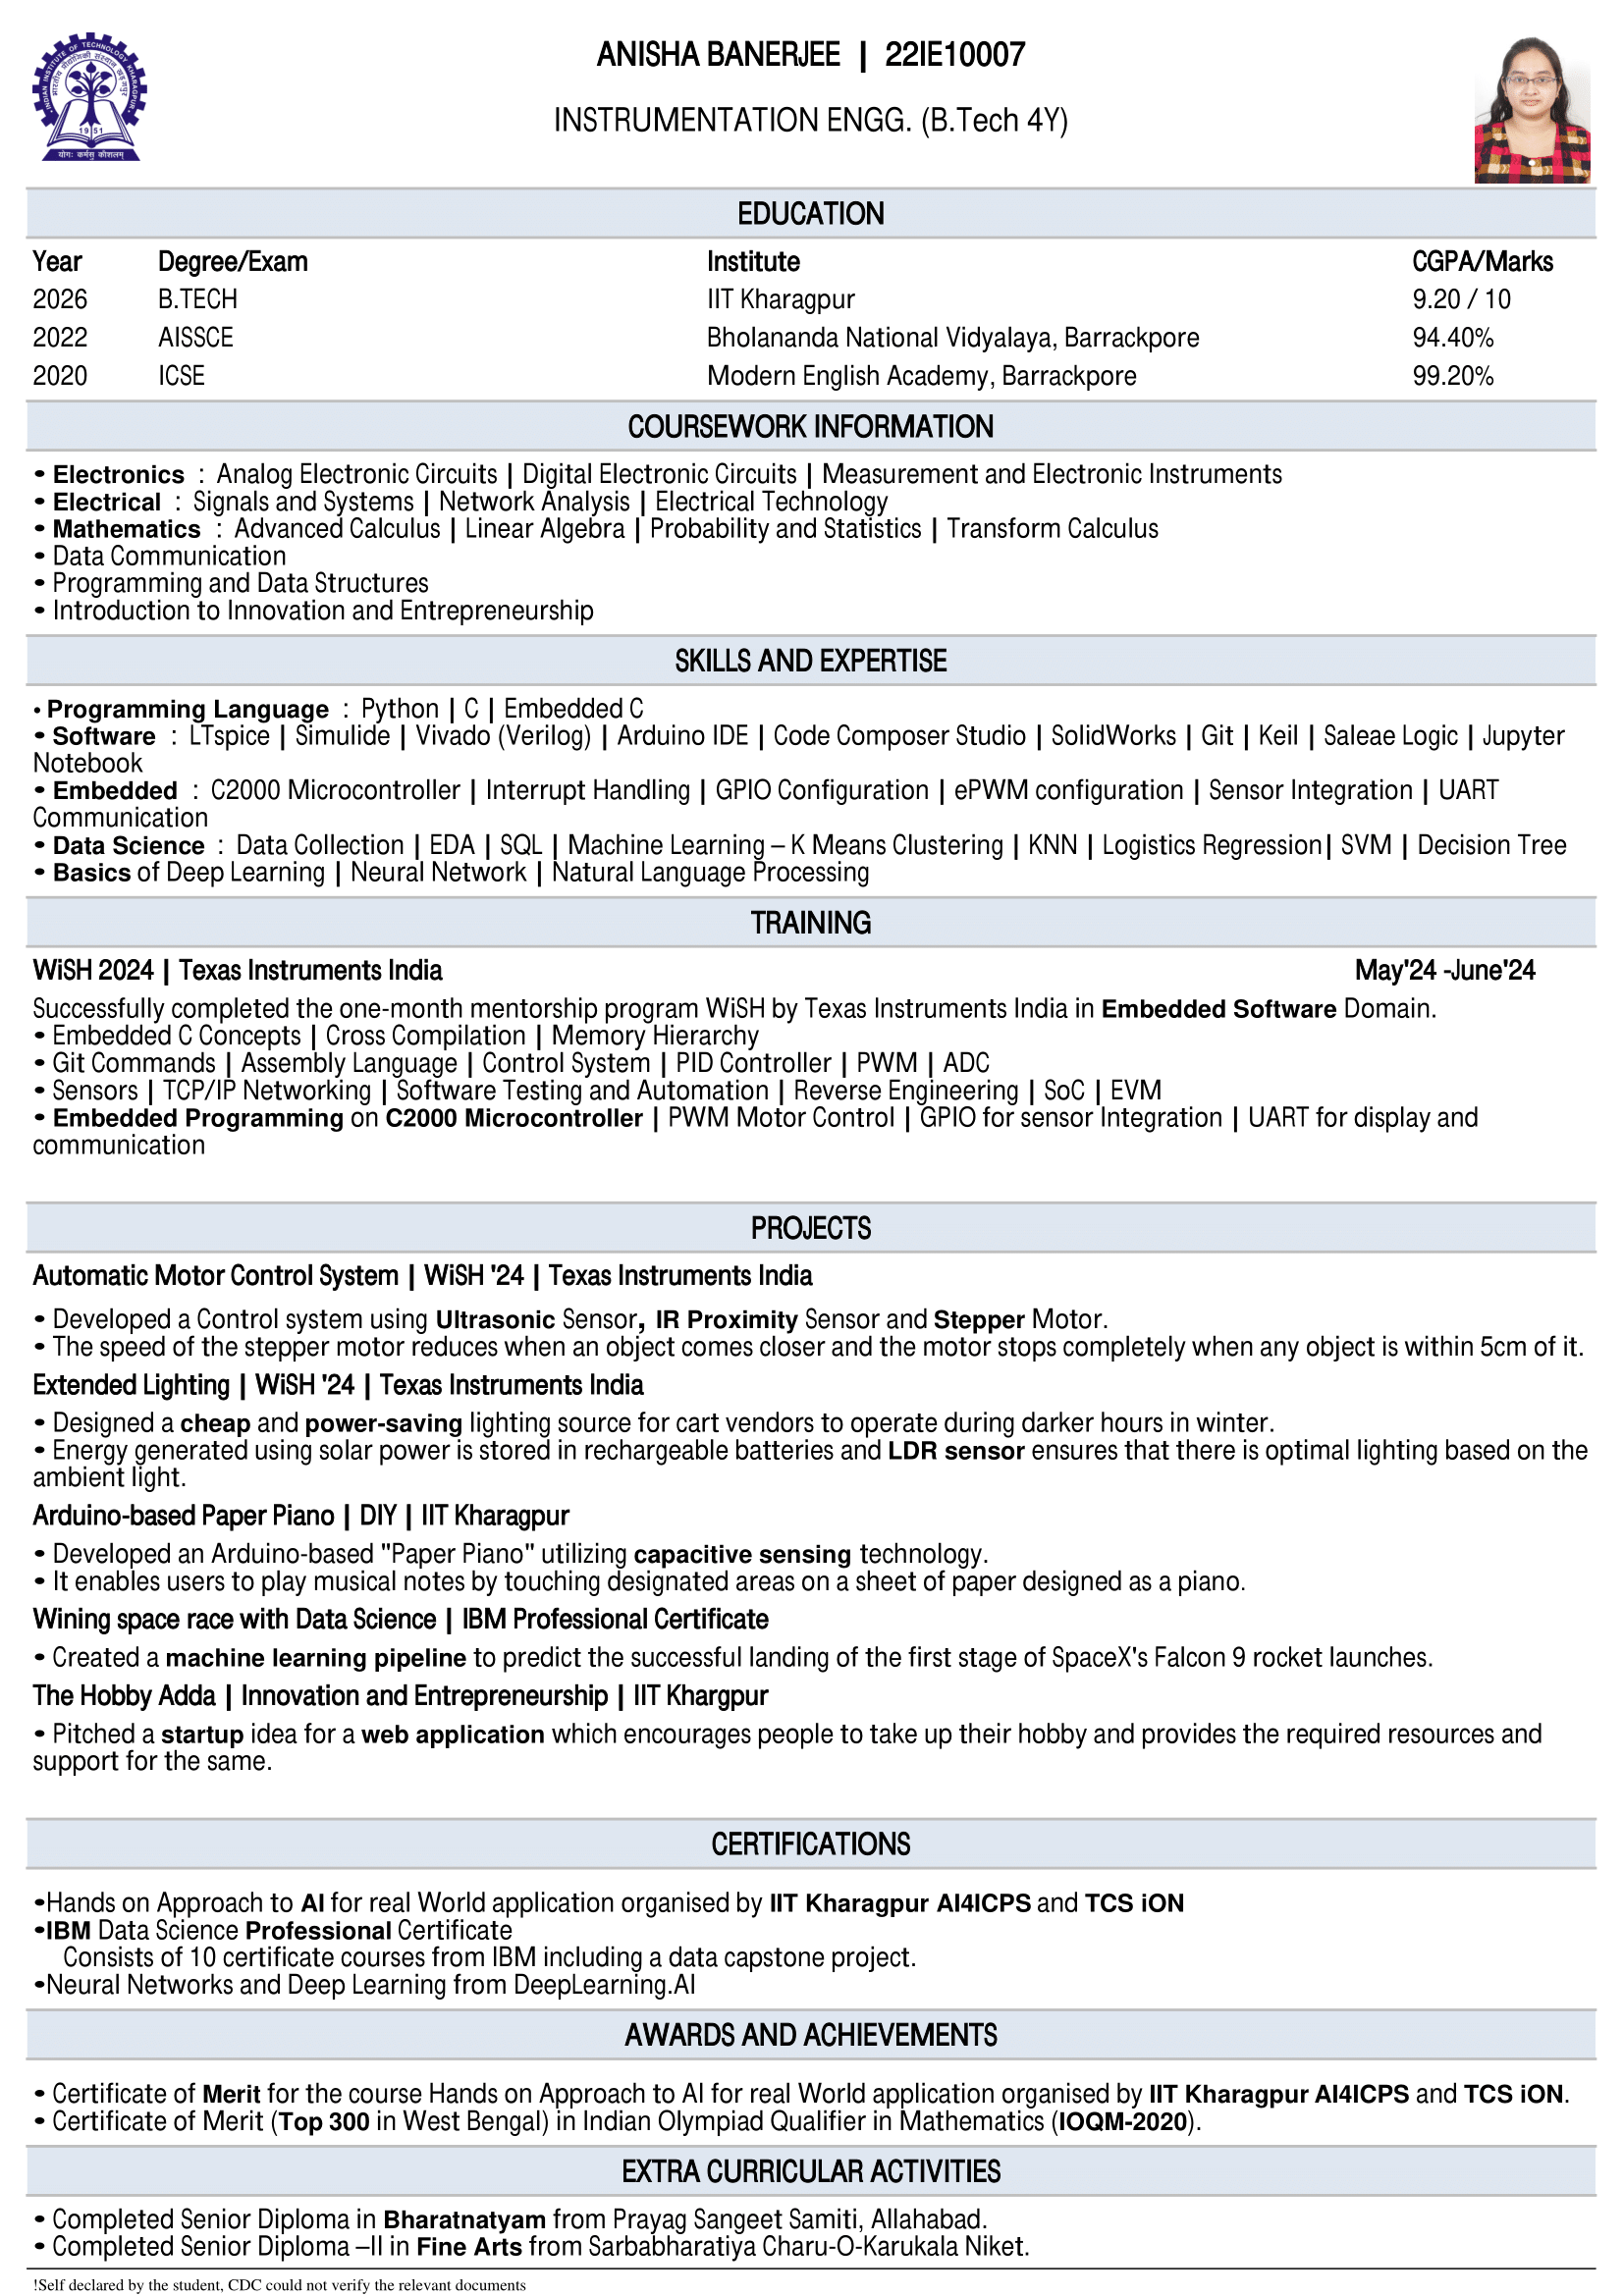 ANISHA BANERJEE | 22IE10007
INSTRUMENTATION ENGG. (B.Tech 4Y)
INDIAN INSTITUTE OF TECHNOLOGY KHARAGPUR
भारतीय प्रौद्योगिकी संस्थान खड़गपुर
1951
योगः कर्मसु कौशलम्
EDUCATION
Year Degree/Exam Institute CGPA/Marks
2026 B.TECH IIT Kharagpur 9.20 / 10
2022 AISSCE Bholananda National Vidyalaya, Barrackpore 94.40%
2020 ICSE Modern English Academy, Barrackpore 99.20%
COURSEWORK INFORMATION
• Electronics : Analog Electronic Circuits | Digital Electronic Circuits | Measurement and Electronic Instruments
• Electrical : Signals and Systems | Network Analysis | Electrical Technology
• Mathematics : Advanced Calculus | Linear Algebra | Probability and Statistics | Transform Calculus
• Data Communication
• Programming and Data Structures
• Introduction to Innovation and Entrepreneurship
SKILLS AND EXPERTISE
• Programming Language : Python | C | Embedded C
• Software : LTspice | Simulide | Vivado (Verilog) | Arduino IDE | Code Composer Studio | SolidWorks | Git | Keil | Saleae Logic | Jupyter
Notebook
• Embedded : C2000 Microcontroller | Interrupt Handling | GPIO Configuration | ePWM configuration | Sensor Integration | UART
Communication
• Data Science : Data Collection | EDA | SQL | Machine Learning – K Means Clustering | KNN | Logistics Regression| SVM | Decision Tree
• Basics of Deep Learning | Neural Network | Natural Language Processing
TRAINING
WiSH 2024 | Texas Instruments India May'24 -June'24
Successfully completed the one-month mentorship program WiSH by Texas Instruments India in Embedded Software Domain.
• Embedded C Concepts | Cross Compilation | Memory Hierarchy
• Git Commands | Assembly Language | Control System | PID Controller | PWM | ADC
• Sensors | TCP/IP Networking | Software Testing and Automation | Reverse Engineering | SoC | EVM
• Embedded Programming on C2000 Microcontroller | PWM Motor Control | GPIO for sensor Integration | UART for display and
communication
PROJECTS
Automatic Motor Control System | WiSH '24 | Texas Instruments India
• Developed a Control system using Ultrasonic Sensor, IR Proximity Sensor and Stepper Motor.
• The speed of the stepper motor reduces when an object comes closer and the motor stops completely when any object is within 5cm of it.
Extended Lighting | WiSH '24 | Texas Instruments India
• Designed a cheap and power-saving lighting source for cart vendors to operate during darker hours in winter.
• Energy generated using solar power is stored in rechargeable batteries and LDR sensor ensures that there is optimal lighting based on the
ambient light.
Arduino-based Paper Piano | DIY | IIT Kharagpur
• Developed an Arduino-based "Paper Piano" utilizing capacitive sensing technology.
• It enables users to play musical notes by touching designated areas on a sheet of paper designed as a piano.
Wining space race with Data Science | IBM Professional Certificate
• Created a machine learning pipeline to predict the successful landing of the first stage of SpaceX's Falcon 9 rocket launches.
The Hobby Adda | Innovation and Entrepreneurship | IIT Khargpur
• Pitched a startup idea for a web application which encourages people to take up their hobby and provides the required resources and
support for the same.
CERTIFICATIONS
•Hands on Approach to AI for real World application organised by IIT Kharagpur AI4ICPS and TCS iON
•IBM Data Science Professional Certificate
Consists of 10 certificate courses from IBM including a data capstone project.
•Neural Networks and Deep Learning from DeepLearning.AI
AWARDS AND ACHIEVEMENTS
• Certificate of Merit for the course Hands on Approach to AI for real World application organised by IIT Kharagpur AI4ICPS and TCS iON.
• Certificate of Merit (Top 300 in West Bengal) in Indian Olympiad Qualifier in Mathematics (IOQM-2020).
EXTRA CURRICULAR ACTIVITIES
• Completed Senior Diploma in Bharatnatyam from Prayag Sangeet Samiti, Allahabad.
• Completed Senior Diploma –II in Fine Arts from Sarbabharatiya Charu-O-Karukala Niket.
!Self declared by the student, CDC could not verify the relevant documents